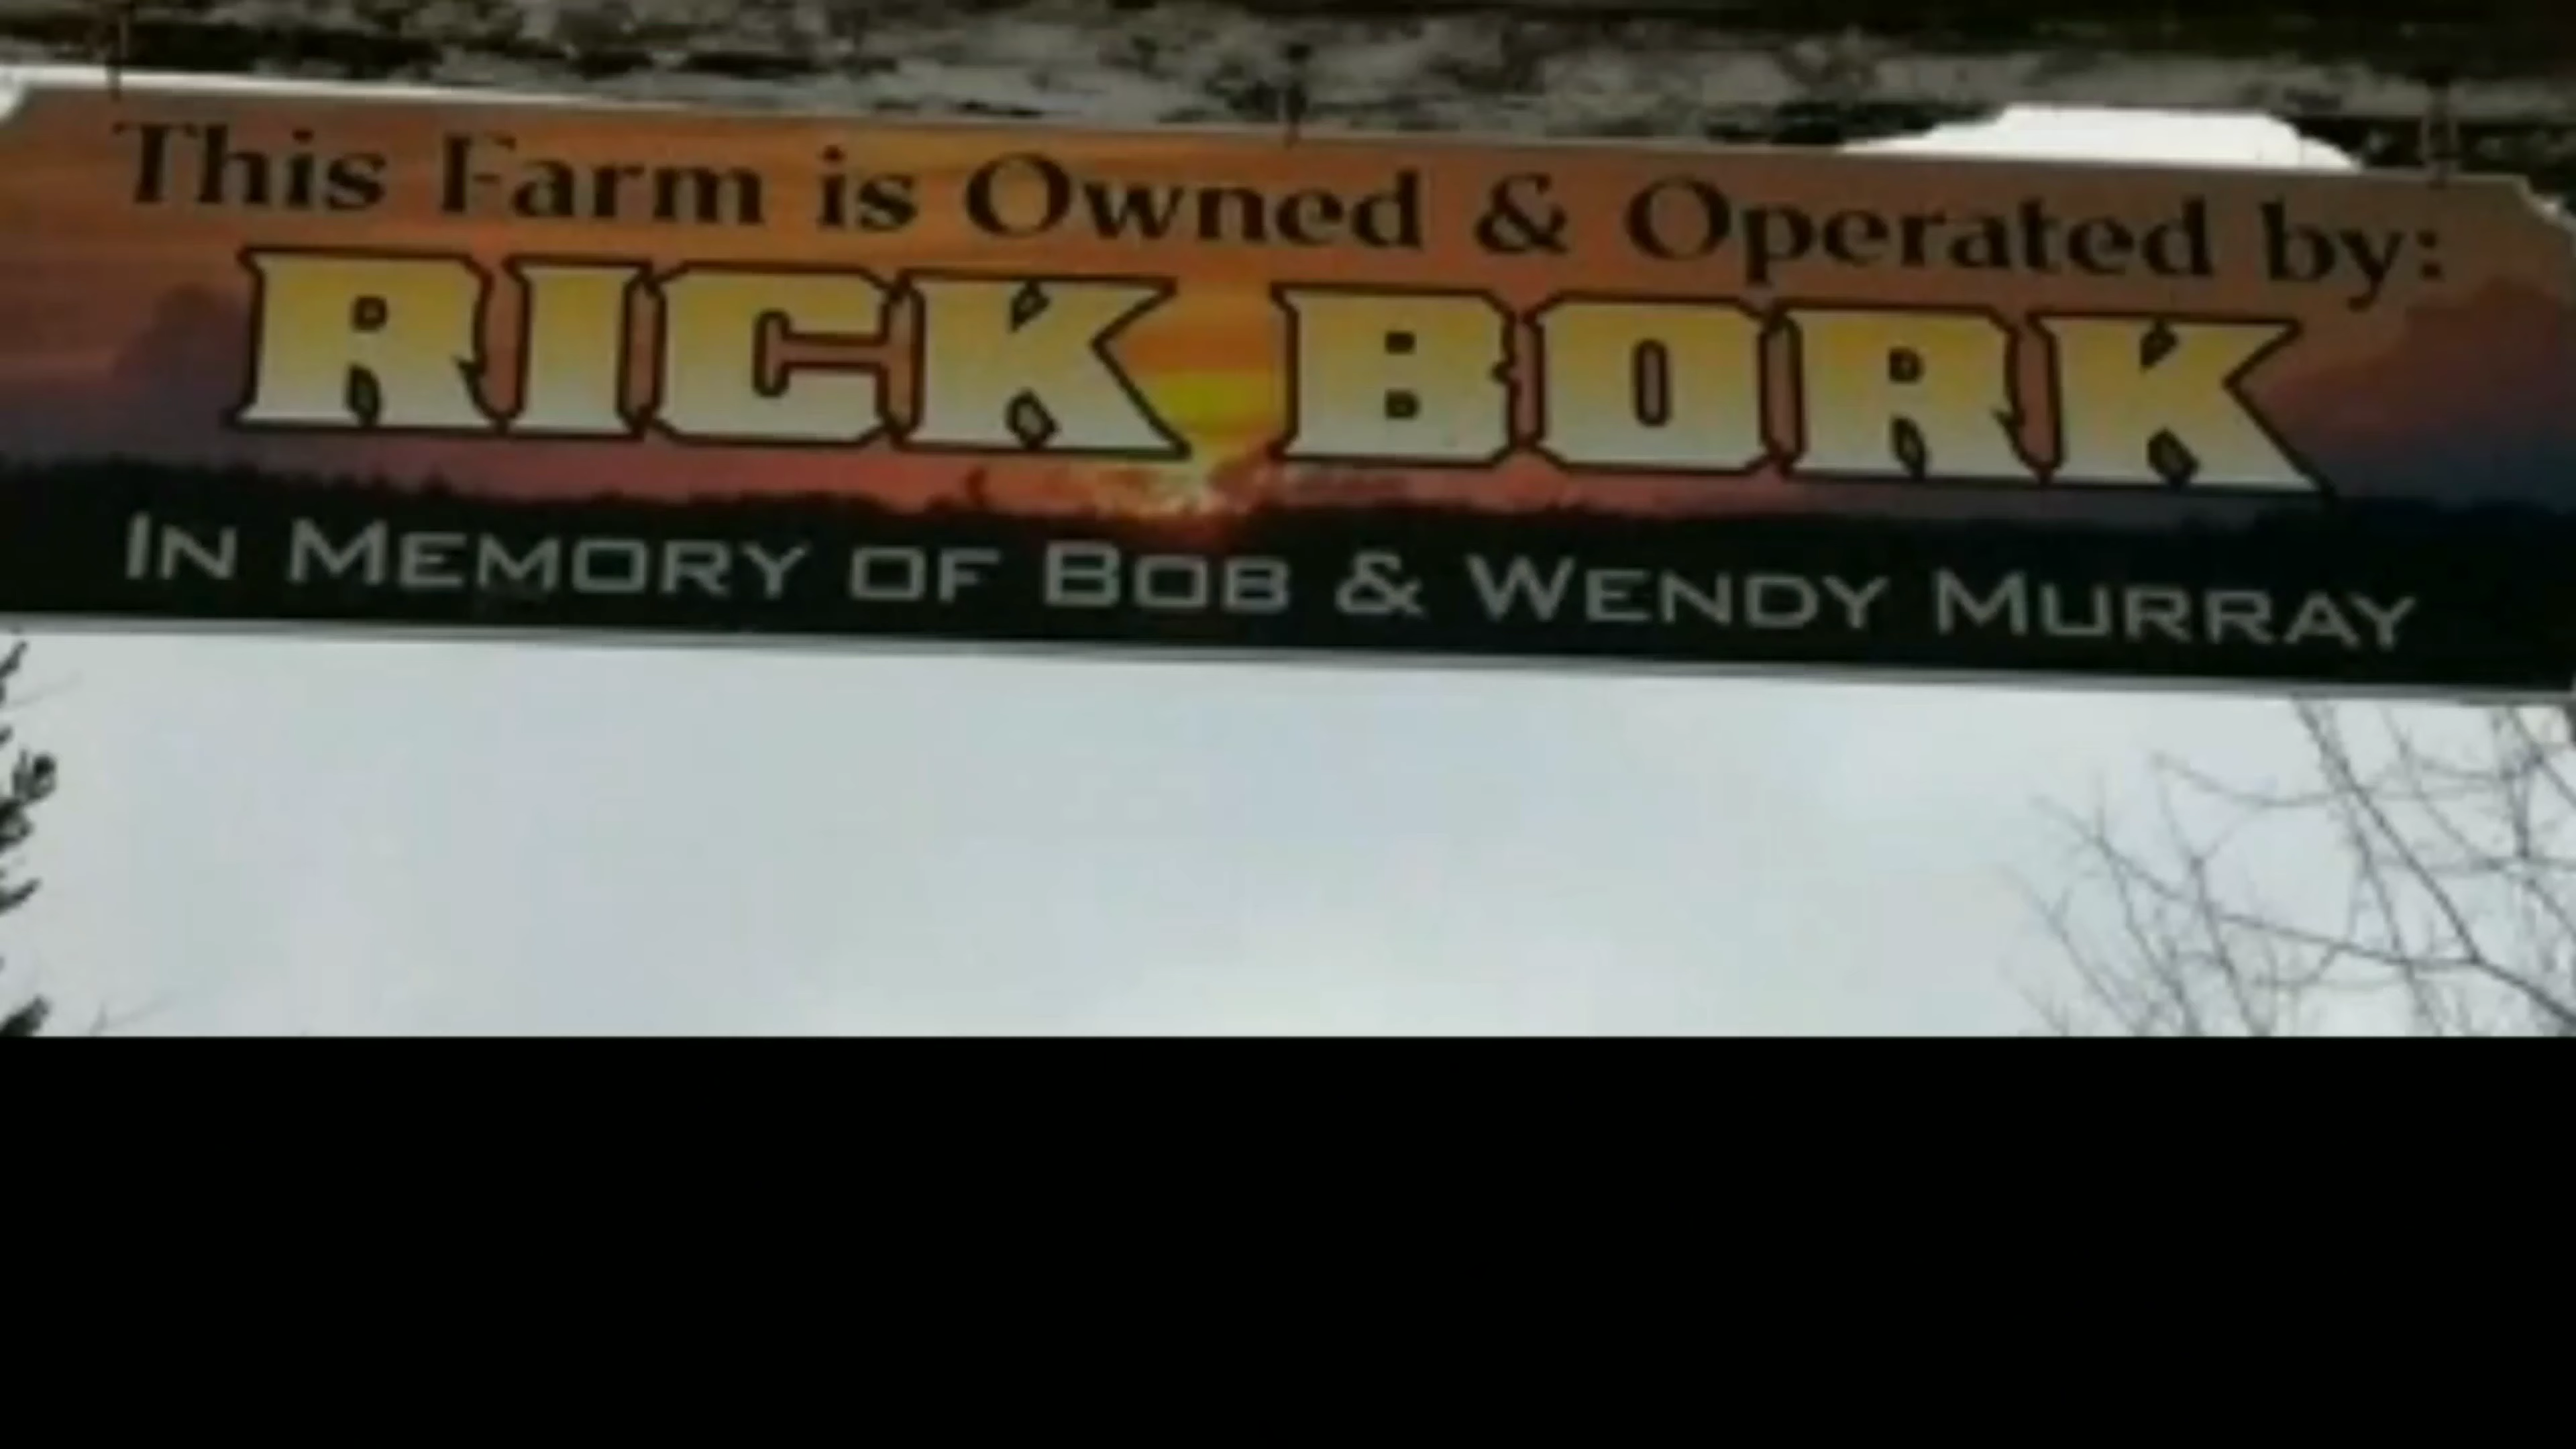 This Farm is Owned & Operated by:
RICK BORK
IN MEMORY OF BOB & WENDY MURRAY